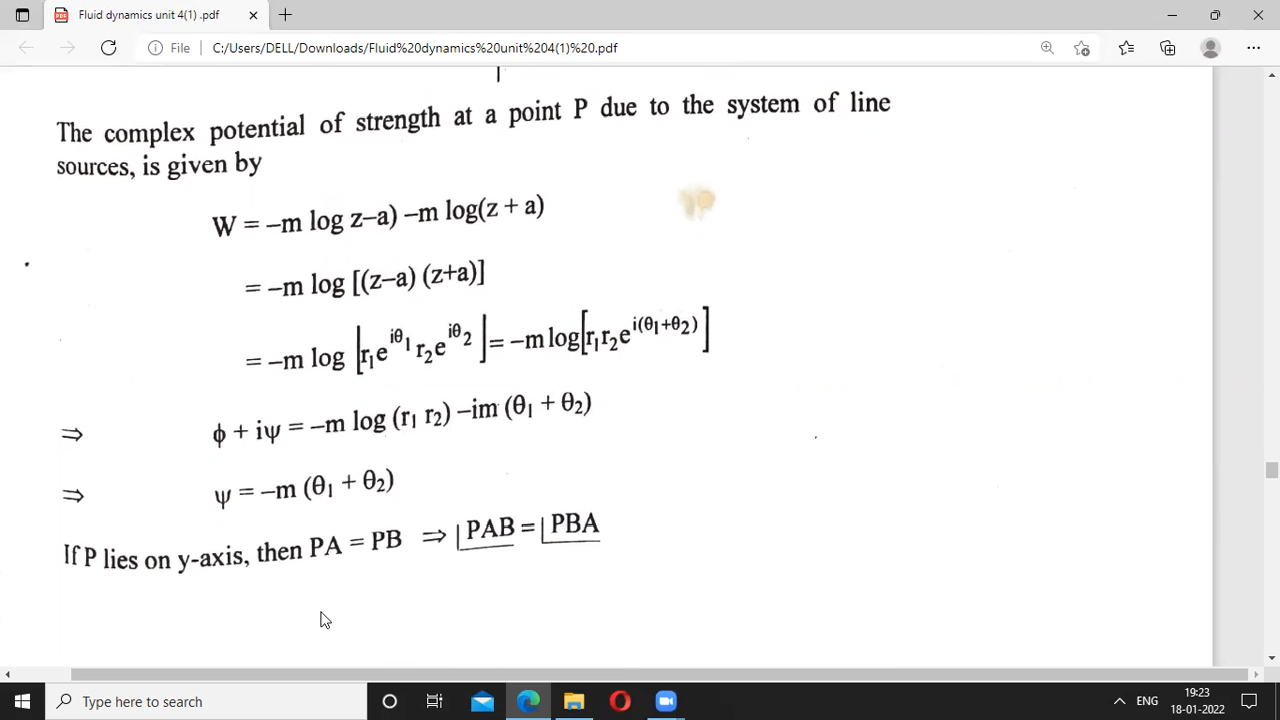 Fluid dynamics unit 4(1) .pdf
File C:/Users/DELL/Downloads/Fluid%20dynamics%20unit%204(1)%20.pdf
The complex potential of strength at a point P due to the system of line
sources, is given by
W = –m log z–a) –m log(z + a)
= –m log [(z–a) (z+a)]
= –m log [r₁e^{iθ₁} r₂e^{iθ₂}] = –m log[r₁r₂e^{i(θ₁+θ₂)}]
⇒ ϕ + iψ = –m log (r₁ r₂) –im (θ₁ + θ₂)
⇒ ψ = –m (θ₁ + θ₂)
If P lies on y-axis, then PA = PB ⇒ ∠PAB = ∠PBA
Type here to search
ENG
19:23
18-01-2022